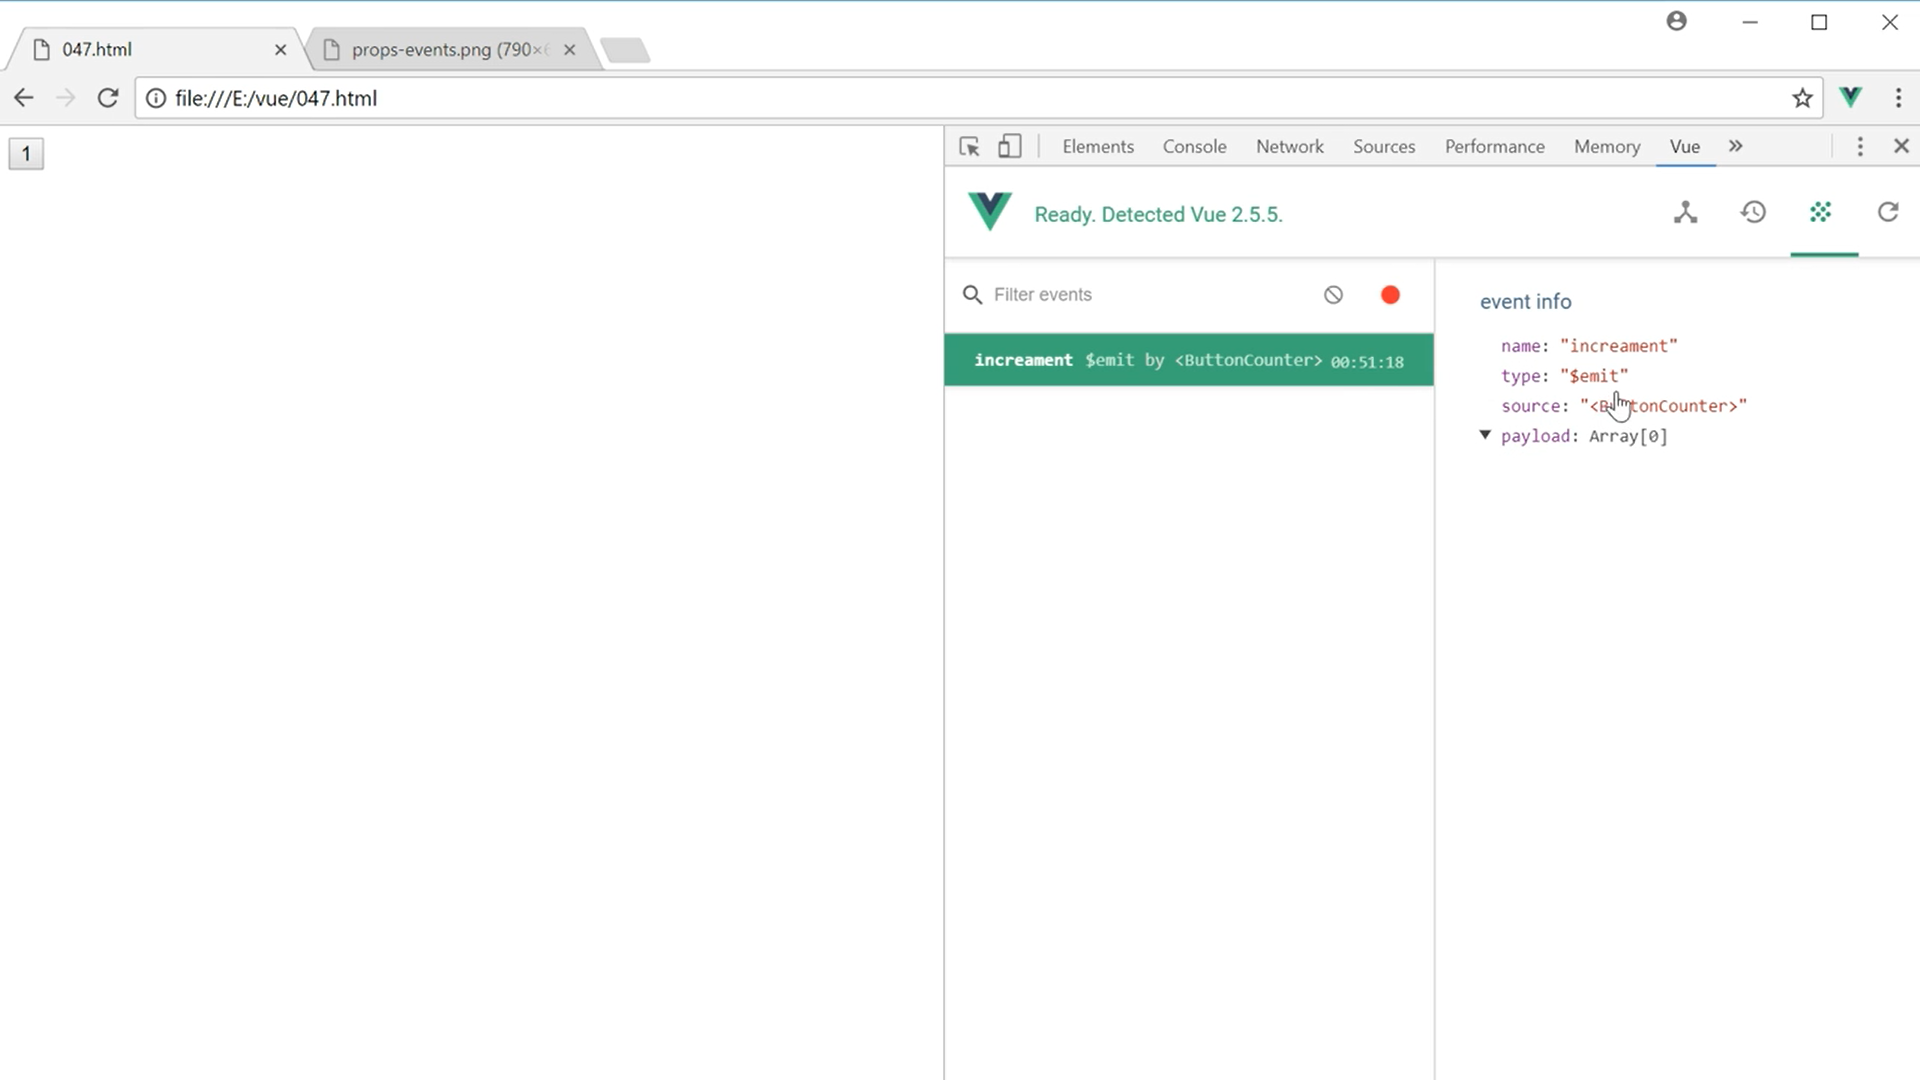 047.html
props-events.png (790×
file:///E:/vue/047.html
1
Elements Console Network Sources Performance Memory Vue »
Ready. Detected Vue 2.5.5.
Filter events
increament $emit by <ButtonCounter> 00:51:18
event info
name: "increament"
type: "$emit"
source: "<ButtonCounter>"
payload: Array[0]